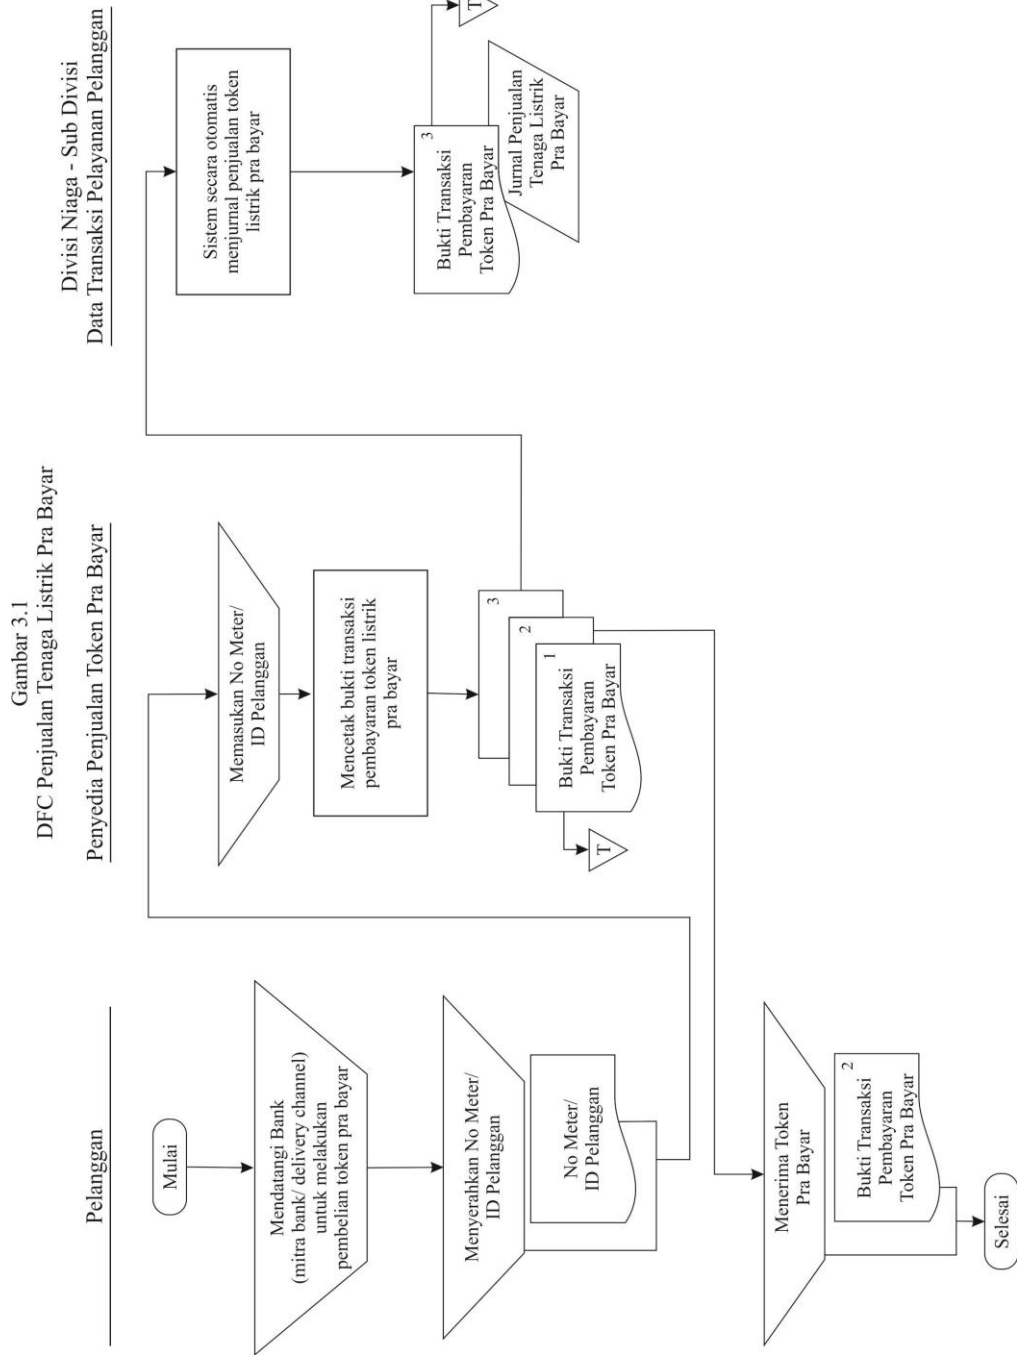 Gambar 3.1
DFC Penjualan Tenaga Listrik Pra Bayar
Pelanggan
Mulai
Mendatangi Bank
(mitra bank/ delivery channel)
untuk melakukan
pembelian token pra bayar
Menyerahkan No Meter/
ID Pelanggan
No Meter/
ID Pelanggan
Menerima Token
Pra Bayar
2
Bukti Transaksi
Pembayaran
Token Pra Bayar
Selesai
Penyedia Penjualan Token Pra Bayar
Memasukan No Meter/
ID Pelanggan
Mencetak bukti transaksi
pembayaran token listrik
pra bayar
3
2
1
Bukti Transaksi
Pembayaran
Token Pra Bayar
T
Divisi Niaga - Sub Divisi
Data Transaksi Pelayanan Pelanggan
Sistem secara otomatis
menjurnal penjualan token
listrik pra bayar
3
Bukti Transaksi
Pembayaran
Token Pra Bayar
Jurnal Penjualan
Tenaga Listrik
Pra Bayar
T